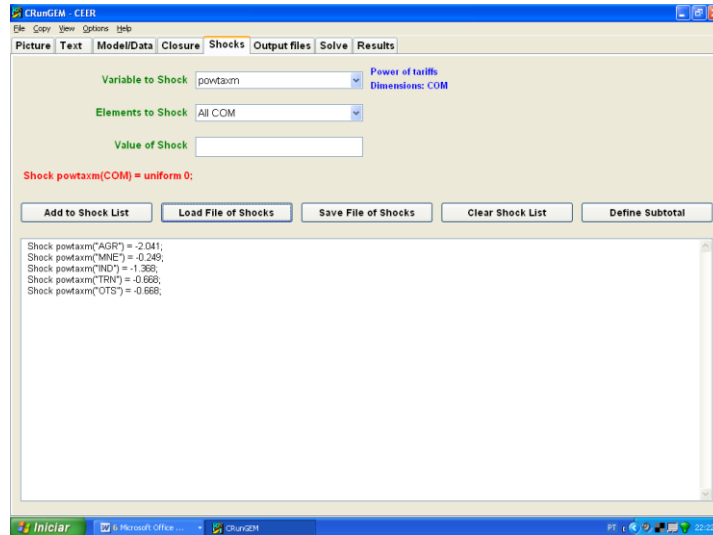 CRunGEM - CEER
File Copy View Options Help
Picture Text Model/Data Closure Shocks Output files Solve Results
Variable to Shock powtaxm
Power of tariffs
Dimensions: COM
Elements to Shock All COM
Value of Shock
Shock powtaxm(COM) = uniform 0;
Add to Shock List Load File of Shocks Save File of Shocks Clear Shock List Define Subtotal
Shock powtaxm("AGR") = -2.041;
Shock powtaxm("MNE") = -0.249;
Shock powtaxm("IND") = -1.368;
Shock powtaxm("TRN") = -0.668;
Shock powtaxm("OTS") = -0.668;
Iniciar 6 Microsoft Office ... CRunGEM PT